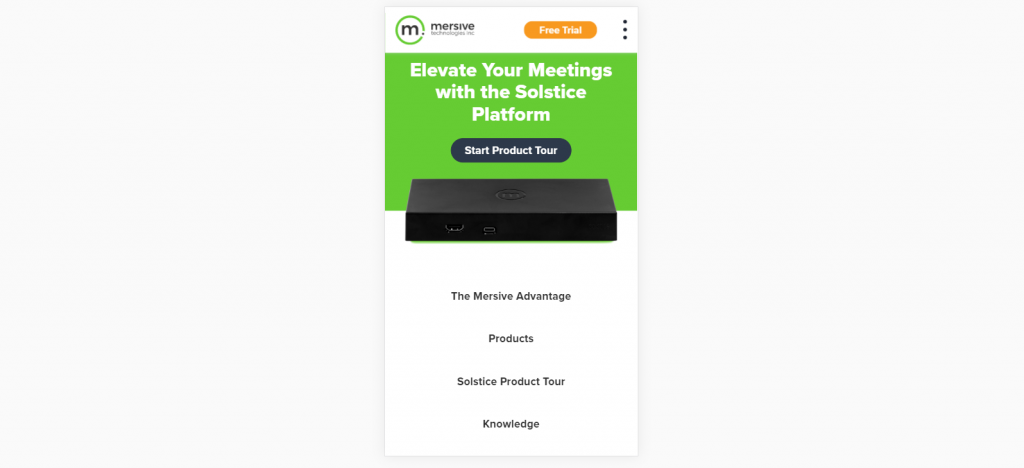 m.
mersive
technologies inc
Free Trial
Elevate Your Meetings
with the Solstice
Platform
Start Product Tour
The Mersive Advantage
Products
Solstice Product Tour
Knowledge